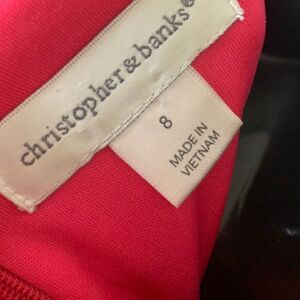 christopher & banks®
8
MADE IN
VIETNAM